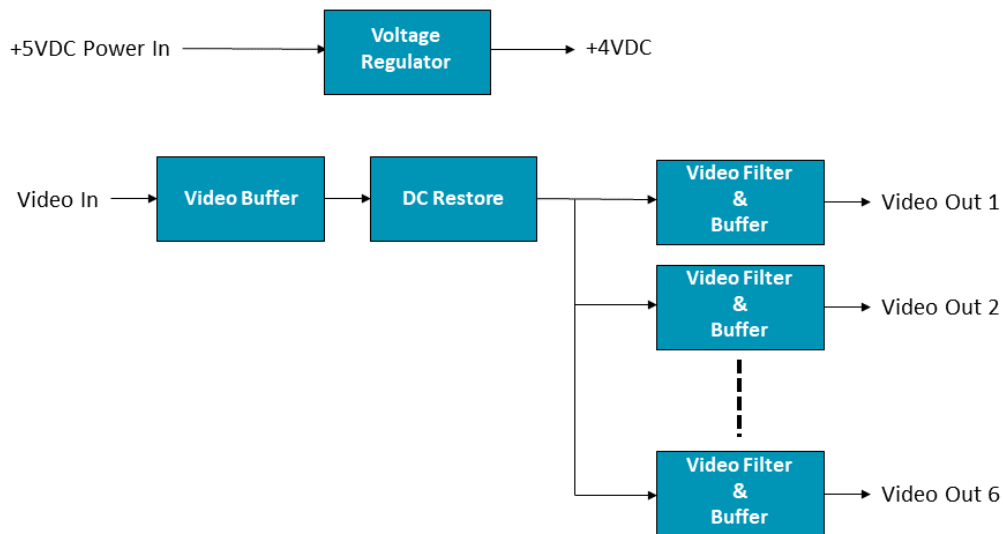 +5VDC Power In
Voltage
Regulator
+4VDC
Video In
Video Buffer
DC Restore
Video Filter
&
Buffer
Video Out 1
Video Filter
&
Buffer
Video Out 2
Video Filter
&
Buffer
Video Out 6